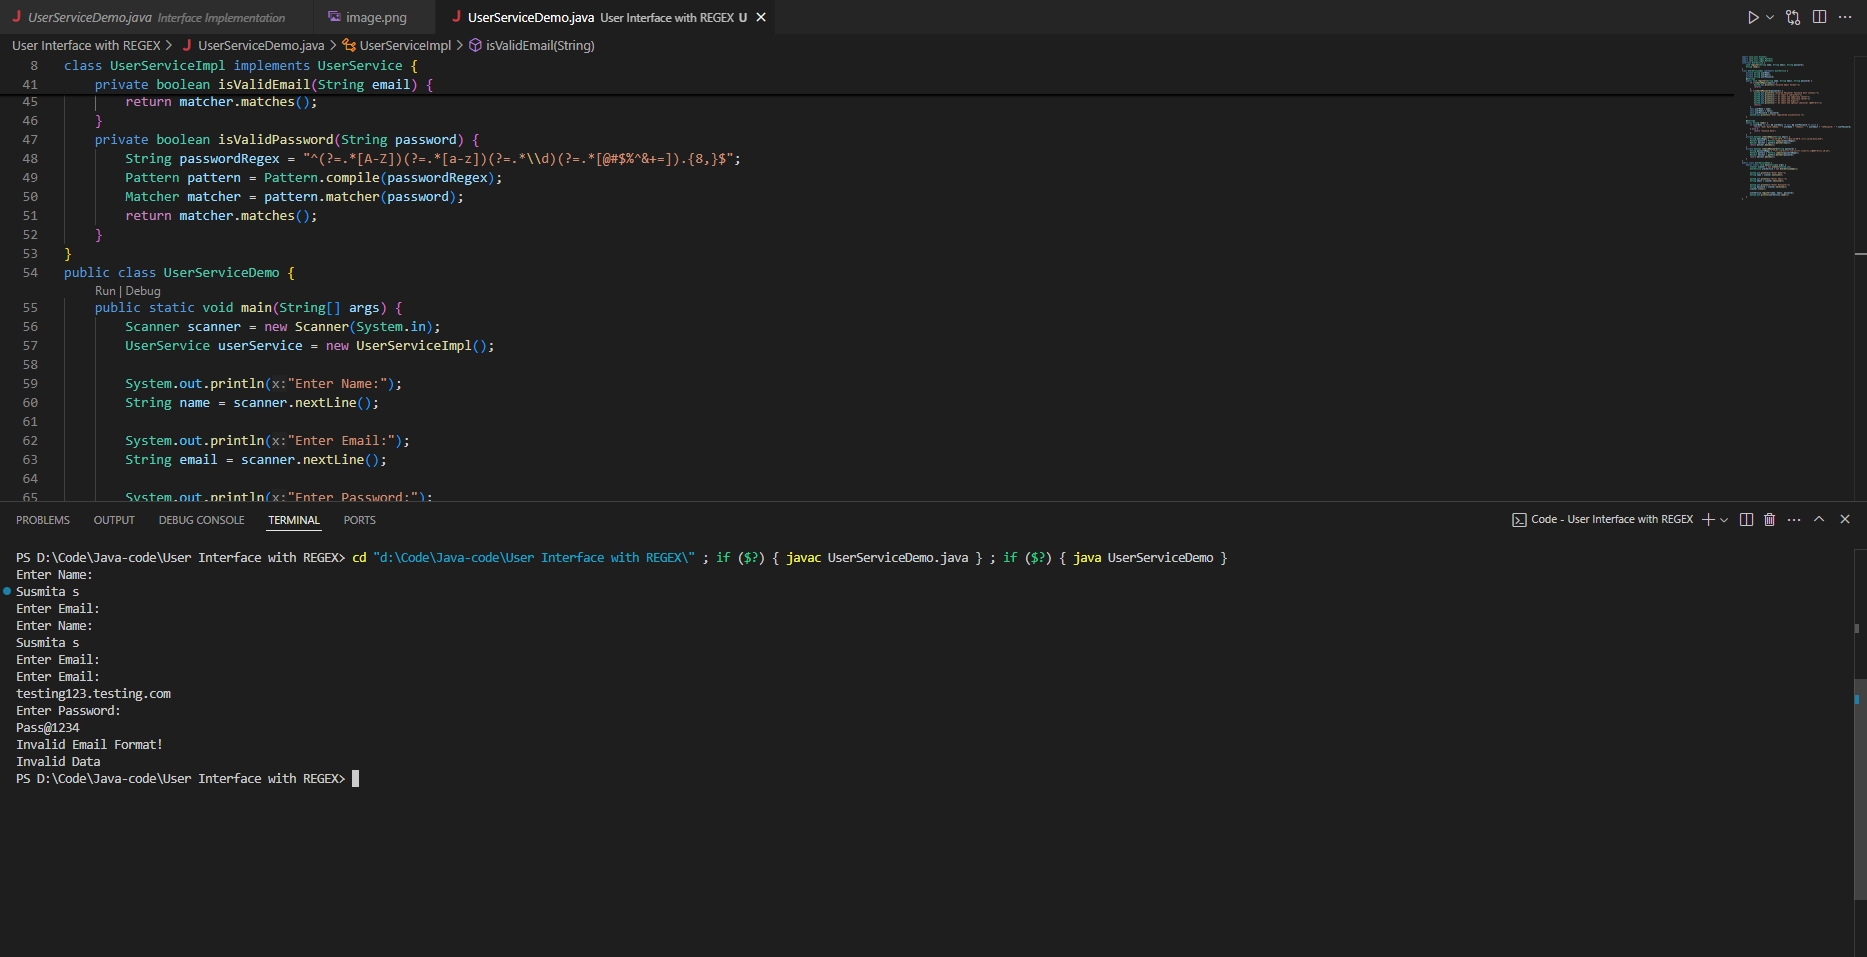 UserServiceDemo.java Interface Implementation
image.png
UserServiceDemo.java User Interface with REGEX U
User Interface with REGEX > UserServiceDemo.java > UserServiceImpl > isValidEmail(String)
8 class UserServiceImpl implements UserService {
41 private boolean isValidEmail(String email) {
45 return matcher.matches();
46 }
47 private boolean isValidPassword(String password) {
48 String passwordRegex = "^(?=.*[A-Z])(?=.*[a-z])(?=.*\\d)(?=.*[@#$%^&+=]).{8,}$";
49 Pattern pattern = Pattern.compile(passwordRegex);
50 Matcher matcher = pattern.matcher(password);
51 return matcher.matches();
52 }
53 }
54 public class UserServiceDemo {
Run | Debug
55 public static void main(String[] args) {
56 Scanner scanner = new Scanner(System.in);
57 UserService userService = new UserServiceImpl();
58
59 System.out.println(x:"Enter Name:");
60 String name = scanner.nextLine();
61
62 System.out.println(x:"Enter Email:");
63 String email = scanner.nextLine();
64
65 System.out.println(x:"Enter Password:");
PROBLEMS OUTPUT DEBUG CONSOLE TERMINAL PORTS
Code - User Interface with REGEX
PS D:\Code\Java-code\User Interface with REGEX> cd "d:\Code\Java-code\User Interface with REGEX\" ; if ($?) { javac UserServiceDemo.java } ; if ($?) { java UserServiceDemo }
Enter Name:
Susmita s
Enter Email:
Enter Name:
Susmita s
Enter Email:
Enter Email:
testing123.testing.com
Enter Password:
Pass@1234
Invalid Email Format!
Invalid Data
PS D:\Code\Java-code\User Interface with REGEX>